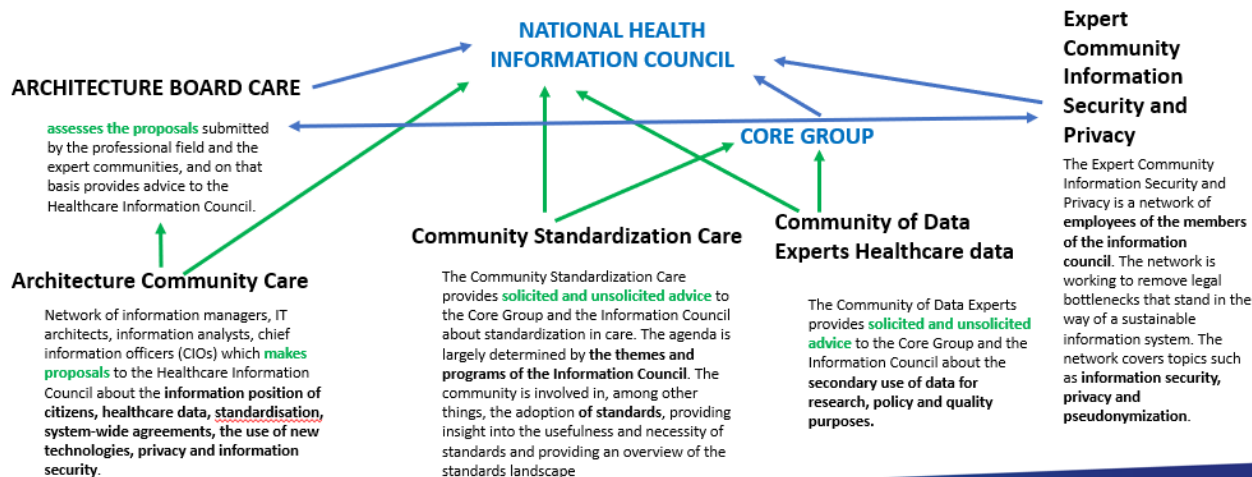 NATIONAL HEALTH
INFORMATION COUNCIL
ARCHITECTURE BOARD CARE
assesses the proposals submitted
by the professional field and the
expert communities, and on that
basis provides advice to the
Healthcare Information Council.
CORE GROUP
Expert
Community
Information
Security and
Privacy
The Expert Community
Information Security and
Privacy is a network of
employees of the members
of the information
council. The network is
working to remove legal
bottlenecks that stand in the
way of a sustainable
information system. The
network covers topics such
as information security,
privacy and
pseudonymization.
Architecture Community Care
Network of information managers, IT
architects, information analysts, chief
information officers (CIOs) which makes
proposals to the Healthcare Information
Council about the information position of
citizens, healthcare data, standardisation,
system-wide agreements, the use of new
technologies, privacy and information
security.
Community Standardization Care
The Community Standardization Care
provides solicited and unsolicited advice to
the Core Group and the Information Council
about standardization in care. The agenda is
largely determined by the themes and
programs of the Information Council. The
community is involved in, among other
things, the adoption of standards, providing
insight into the usefulness and necessity of
standards and providing an overview of the
standards landscape
Community of Data
Experts Healthcare data
The Community of Data Experts
provides solicited and unsolicited
advice to the Core Group and the
Information Council about the
secondary use of data for
research, policy and quality
purposes.